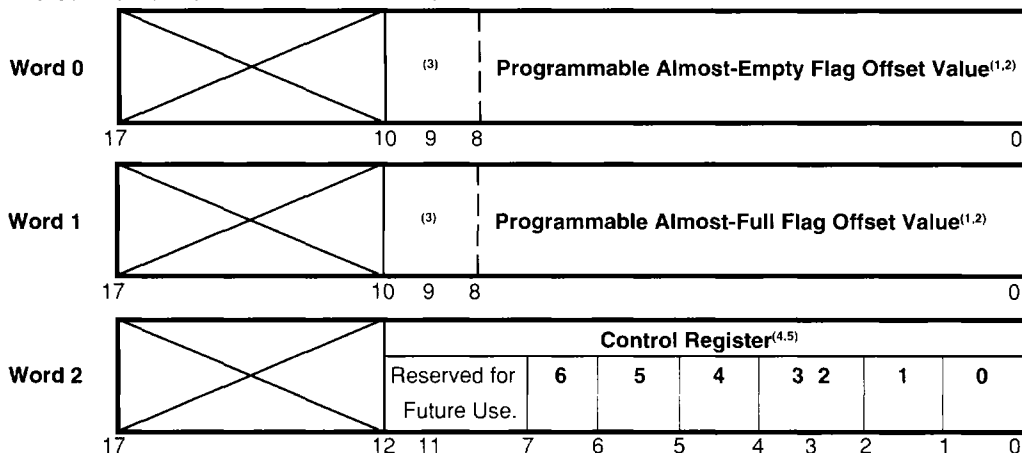 Word 0
(3)
Programmable Almost-Empty Flag Offset Value(1,2)
17 10 9 8 0
Word 1
(3)
Programmable Almost-Full Flag Offset Value(1,2)
17 10 9 8 0
Word 2
Control Register(4.5)
Reserved for
Future Use.
6 5 4 3 2 1 0
17 12 11 7 6 5 4 3 2 1 0